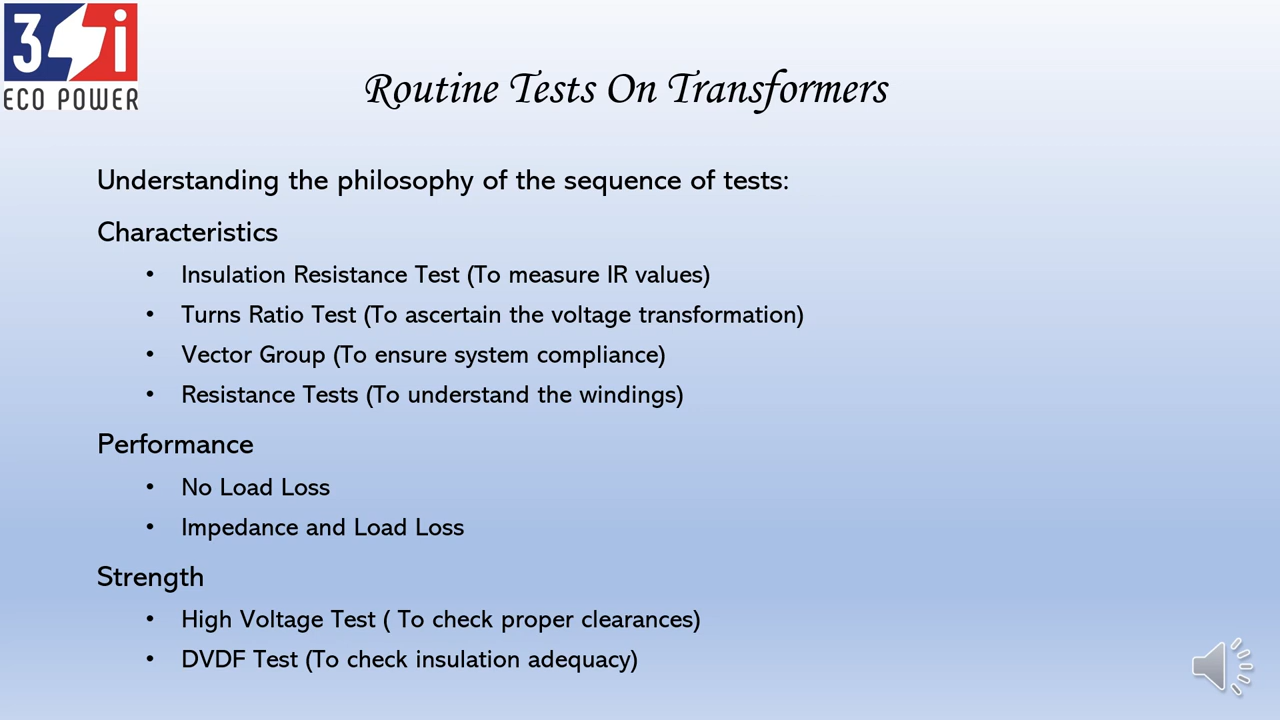 3 i
ECO POWER
Routine Tests On Transformers
Understanding the philosophy of the sequence of tests:
Characteristics
• Insulation Resistance Test (To measure IR values)
• Turns Ratio Test (To ascertain the voltage transformation)
• Vector Group (To ensure system compliance)
• Resistance Tests (To understand the windings)
Performance
• No Load Loss
• Impedance and Load Loss
Strength
• High Voltage Test ( To check proper clearances)
• DVDF Test (To check insulation adequacy)